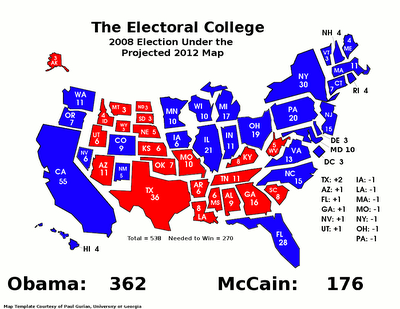 The Electoral College
2008 Election Under the
Projected 2012 Map
NH 4
VT 3
ME 4
MA 11
CT 7
RI 4
NY 30
AK 3
WA 11
OR 7
MT 3
ID 4
ND 3
SD 3
WY 3
MN 10
WI 10
MI 17
PA 20
NJ 15
NV 6
UT 6
CO 9
NE 5
IA 6
IL 21
IN 11
OH 19
WV 5
VA 13
DE 3
MD 10
DC 3
CA 55
AZ 11
NM 5
KS 6
MO 10
KY 8
OK 7
AR 6
TN 11
NC 15
SC 8
TX 36
LA 8
MS 6
AL 9
GA 16
FL 28
HI 4
TX: +2 IA: -1
AZ: +1 IL: -1
FL: +1 MA: -1
GA: +1 MO: -1
NV: +1 NY: -1
UT: +1 OH: -1
PA: -1
Total = 538 Needed to Win = 270
Obama: 362 McCain: 176
Map Template Courtesy of Paul Gurian, University of Georgia